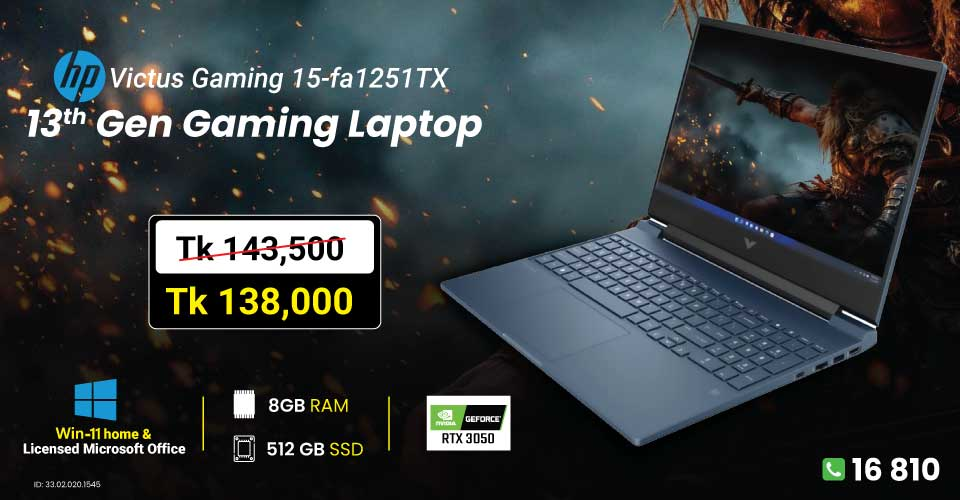 hp Victus Gaming 15-fa1251TX
13th Gen Gaming Laptop
Tk 143,500
Tk 138,000
Win-11 home &
Licensed Microsoft Office
8GB RAM
512 GB SSD
NVIDIA GEFORCE
RTX 3050
16 810
ID: 33.02.020.1545